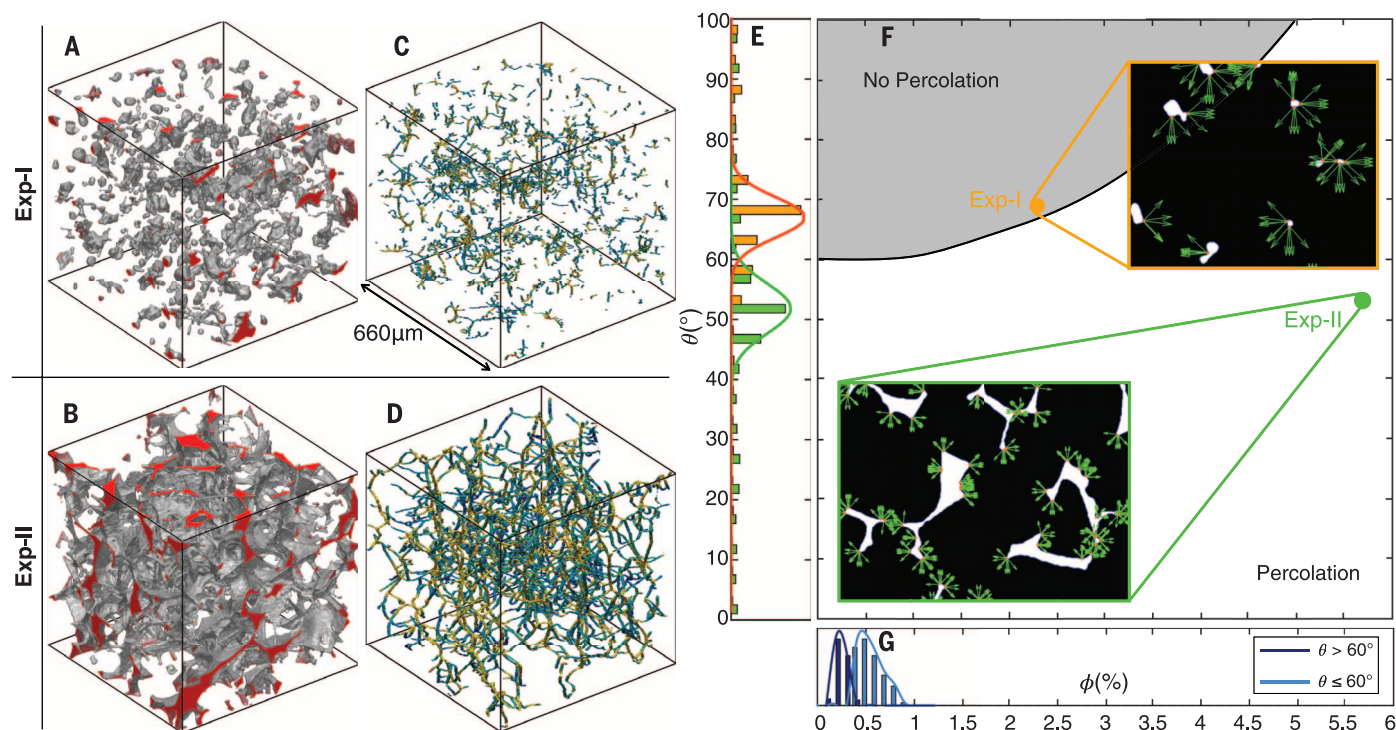 Exp-I
Exp-II
A
B
C
D
660μm
E
θ(°)
100
90
80
70
60
50
40
30
20
10
0
F
No Percolation
Exp-I
Exp-II
Percolation
G
θ > 60°
θ ≤ 60°
ϕ(%)
0 0.5 1 1.5 2 2.5 3 3.5 4 4.5 5 5.5 6